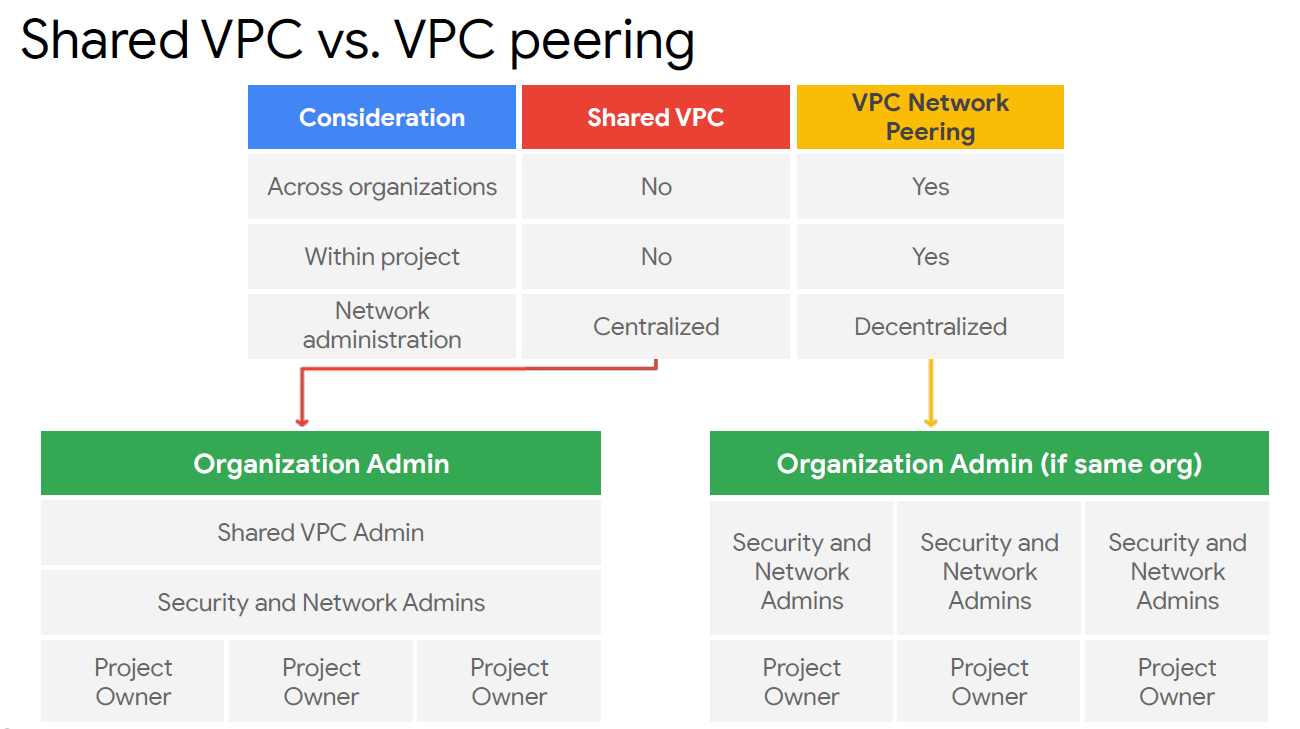 Shared VPC vs. VPC peering
Consideration
Shared VPC
VPC Network
Peering
Across organizations
No
Yes
Within project
No
Yes
Network
administration
Centralized
Decentralized
Organization Admin
Shared VPC Admin
Security and Network Admins
Project
Owner
Project
Owner
Project
Owner
Organization Admin (if same org)
Security and
Network
Admins
Security and
Network
Admins
Security and
Network
Admins
Project
Owner
Project
Owner
Project
Owner